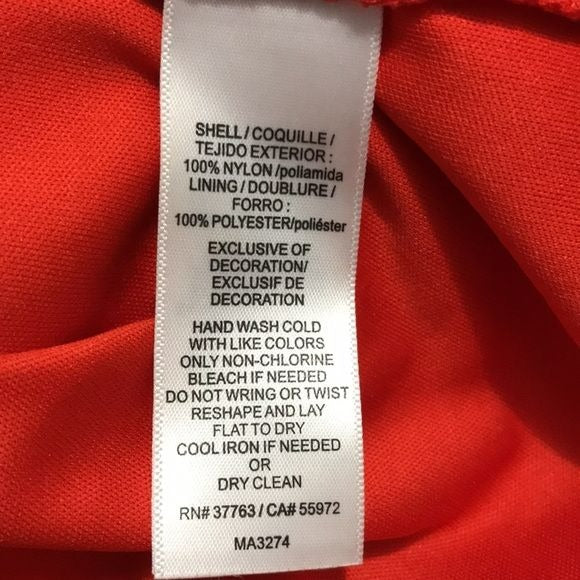 SHELL / COQUILLE /
TEJIDO EXTERIOR :
100% NYLON /poliamida
LINING / DOUBLURE /
FORRO :
100% POLYESTER/poliéster
EXCLUSIVE OF
DECORATION/
EXCLUSIF DE
DECORATION
HAND WASH COLD
WITH LIKE COLORS
ONLY NON-CHLORINE
BLEACH IF NEEDED
DO NOT WRING OR TWIST
RESHAPE AND LAY
FLAT TO DRY
COOL IRON IF NEEDED
OR
DRY CLEAN
RN# 37763 / CA# 55972
MA3274